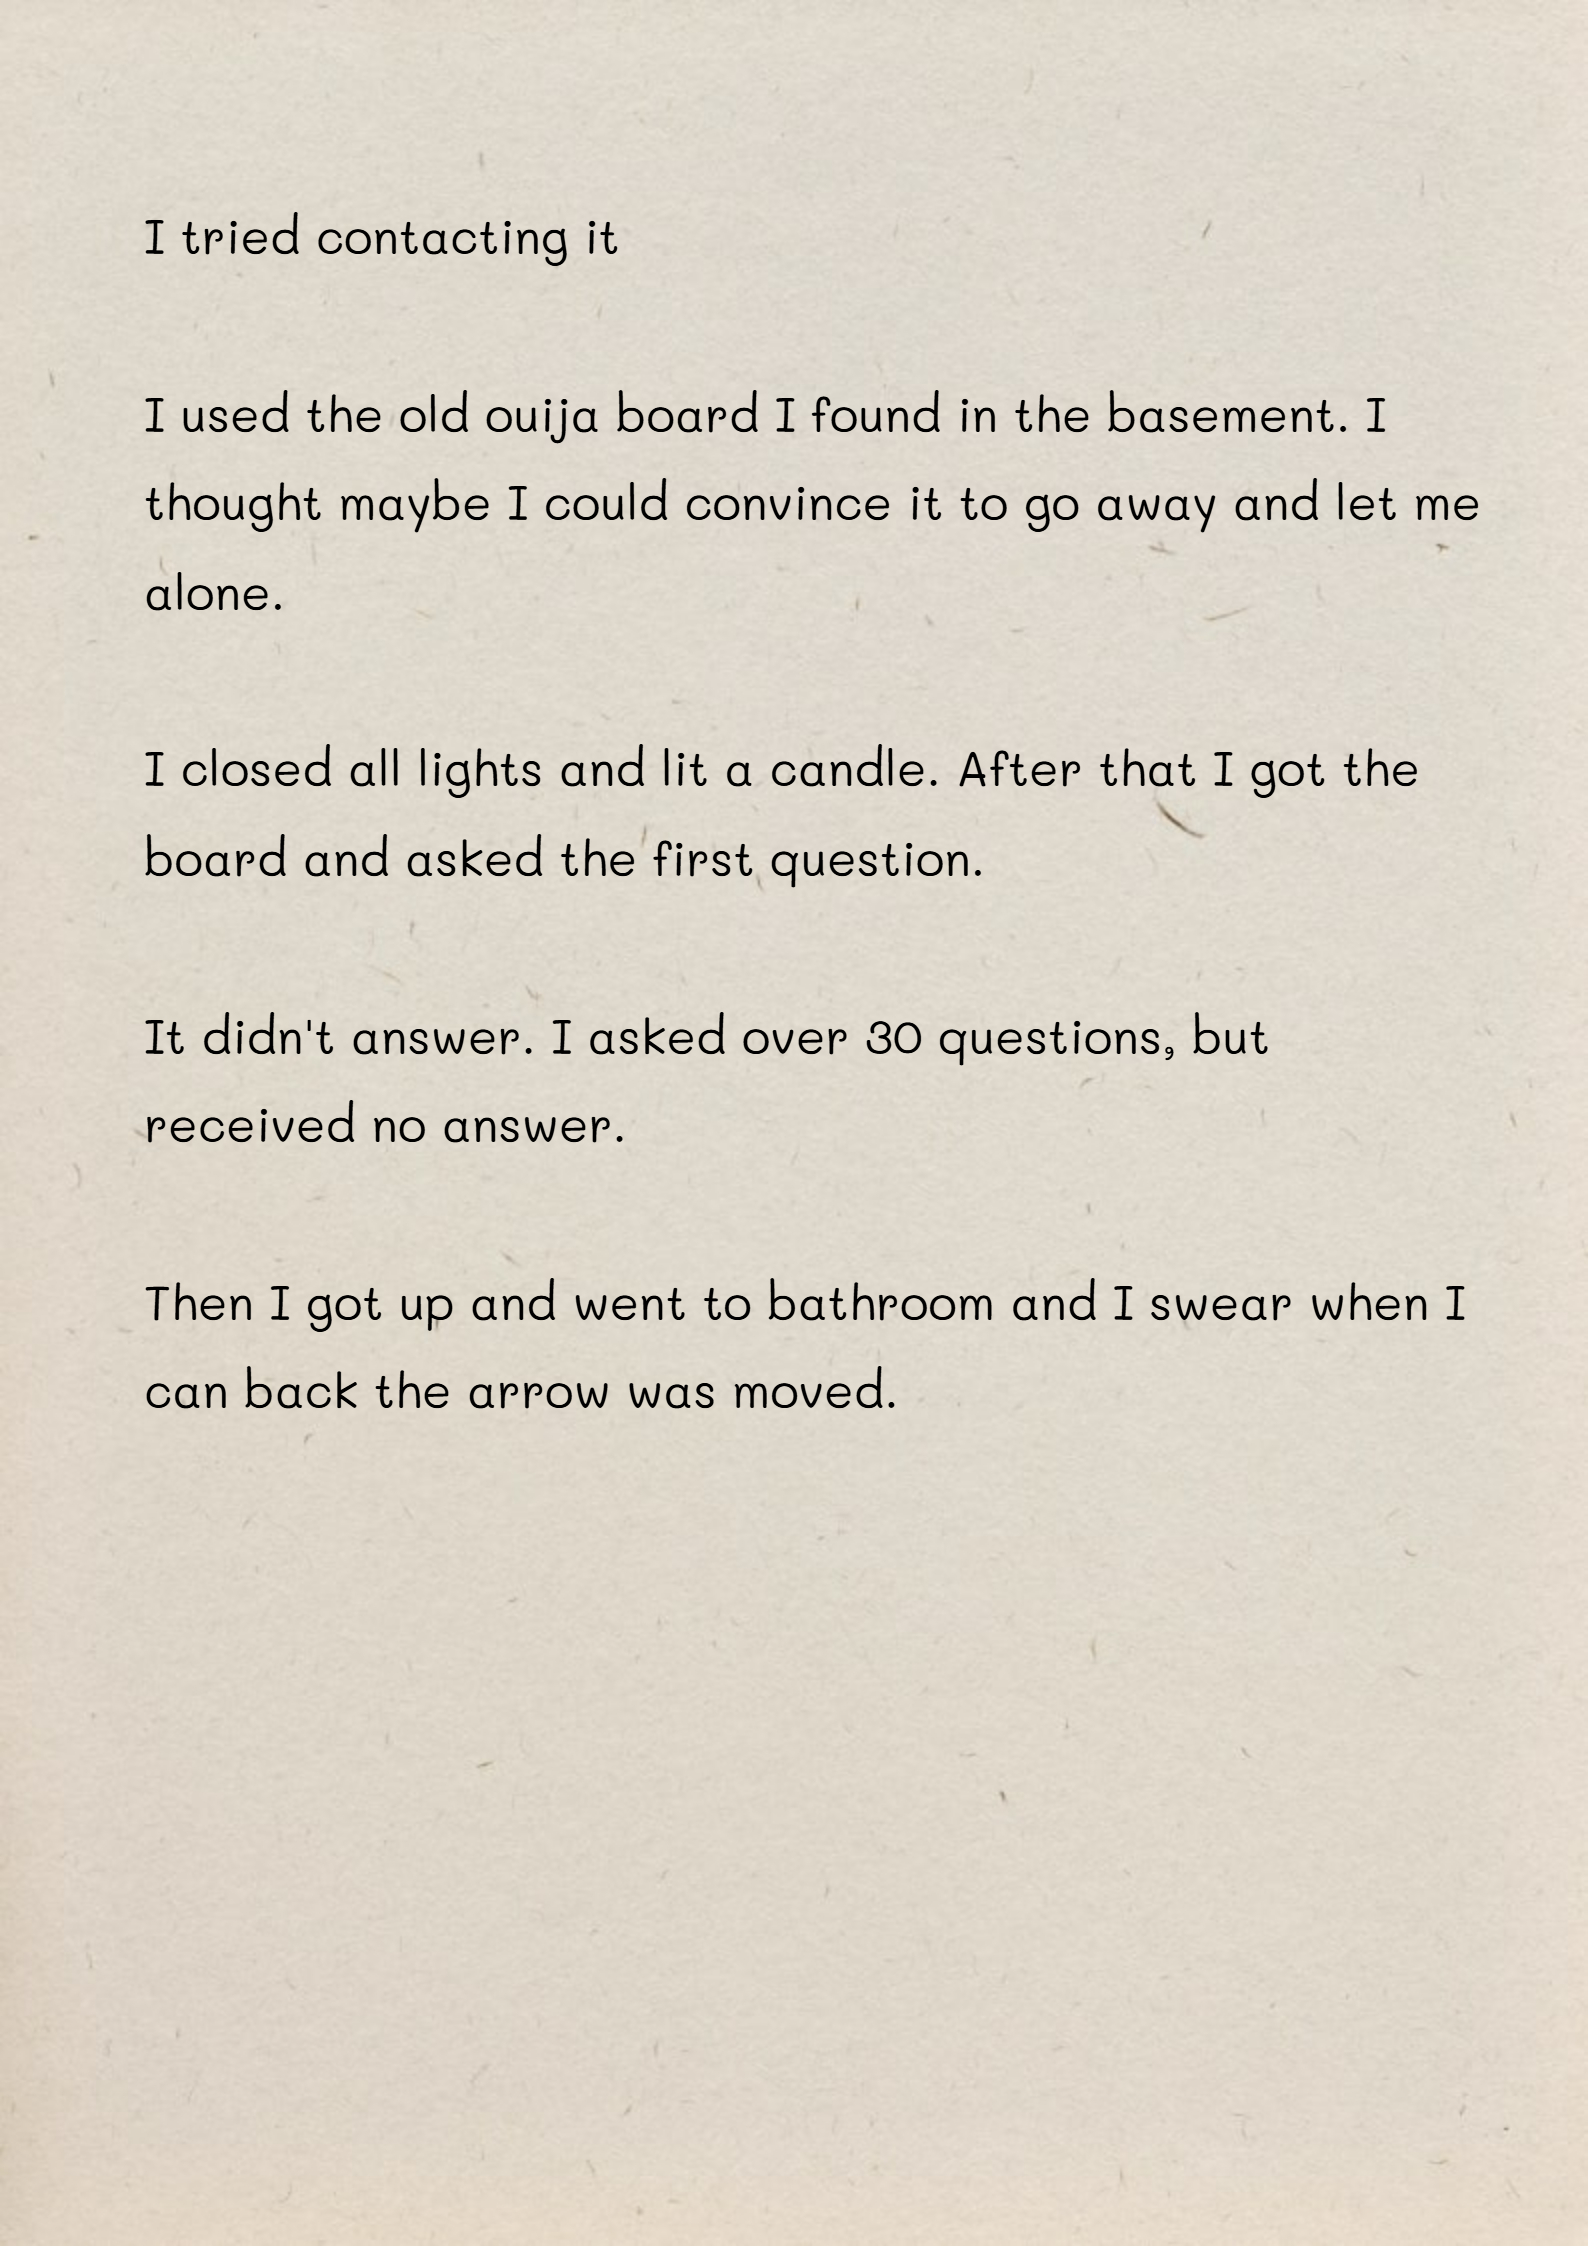 I tried contacting it
I used the old ouija board I found in the basement. I
thought maybe I could convince it to go away and let me
alone.
I closed all lights and lit a candle. After that I got the
board and asked the first question.
It didn't answer. I asked over 30 questions, but
received no answer.
Then I got up and went to bathroom and I swear when I
can back the arrow was moved.